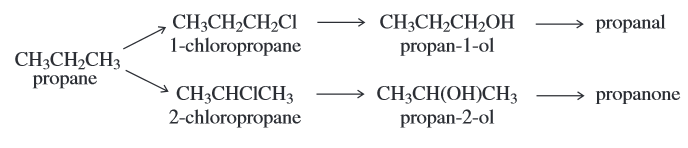 CH3CH2CH2Cl → CH3CH2CH2OH → propanal
1-chloropropane propan-1-ol
CH3CH2CH3
propane
CH3CHClCH3 → CH3CH(OH)CH3 → propanone
2-chloropropane propan-2-ol